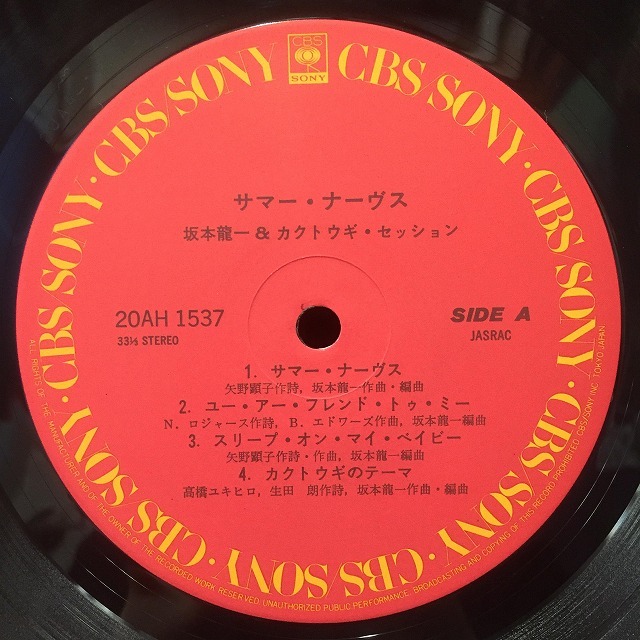 CBS
SONY
CBS/SONY · CBS/SONY · CBS/SONY · CBS/SONY · CBS/SONY · CBS/SONY ·
サマー・ナーヴス
坂本龍一 & カクトウギ・セッション
20AH 1537
33⅓ STEREO
SIDE A
JASRAC
1. サマー・ナーヴス
矢野顕子作詩, 坂本龍一作曲・編曲
2. ユー・アー・フレンド・トゥ・ミー
N. ロジャース作詩, B. エドワーズ作曲, 坂本龍一編曲
3. スリープ・オン・マイ・ベイビー
矢野顕子作詩・作曲, 坂本龍一編曲
4. カクトウギのテーマ
高橋ユキヒロ, 生田 朗作詩, 坂本龍一作曲・編曲
ALL RIGHTS OF THE MANUFACTURER AND OF THE OWNER OF THE RECORDED WORK RESERVED. UNAUTHORIZED PUBLIC PERFORMANCE, BROADCASTING AND COPYING OF THIS RECORD PROHIBITED CBS/SONY INC. TOKYO JAPAN